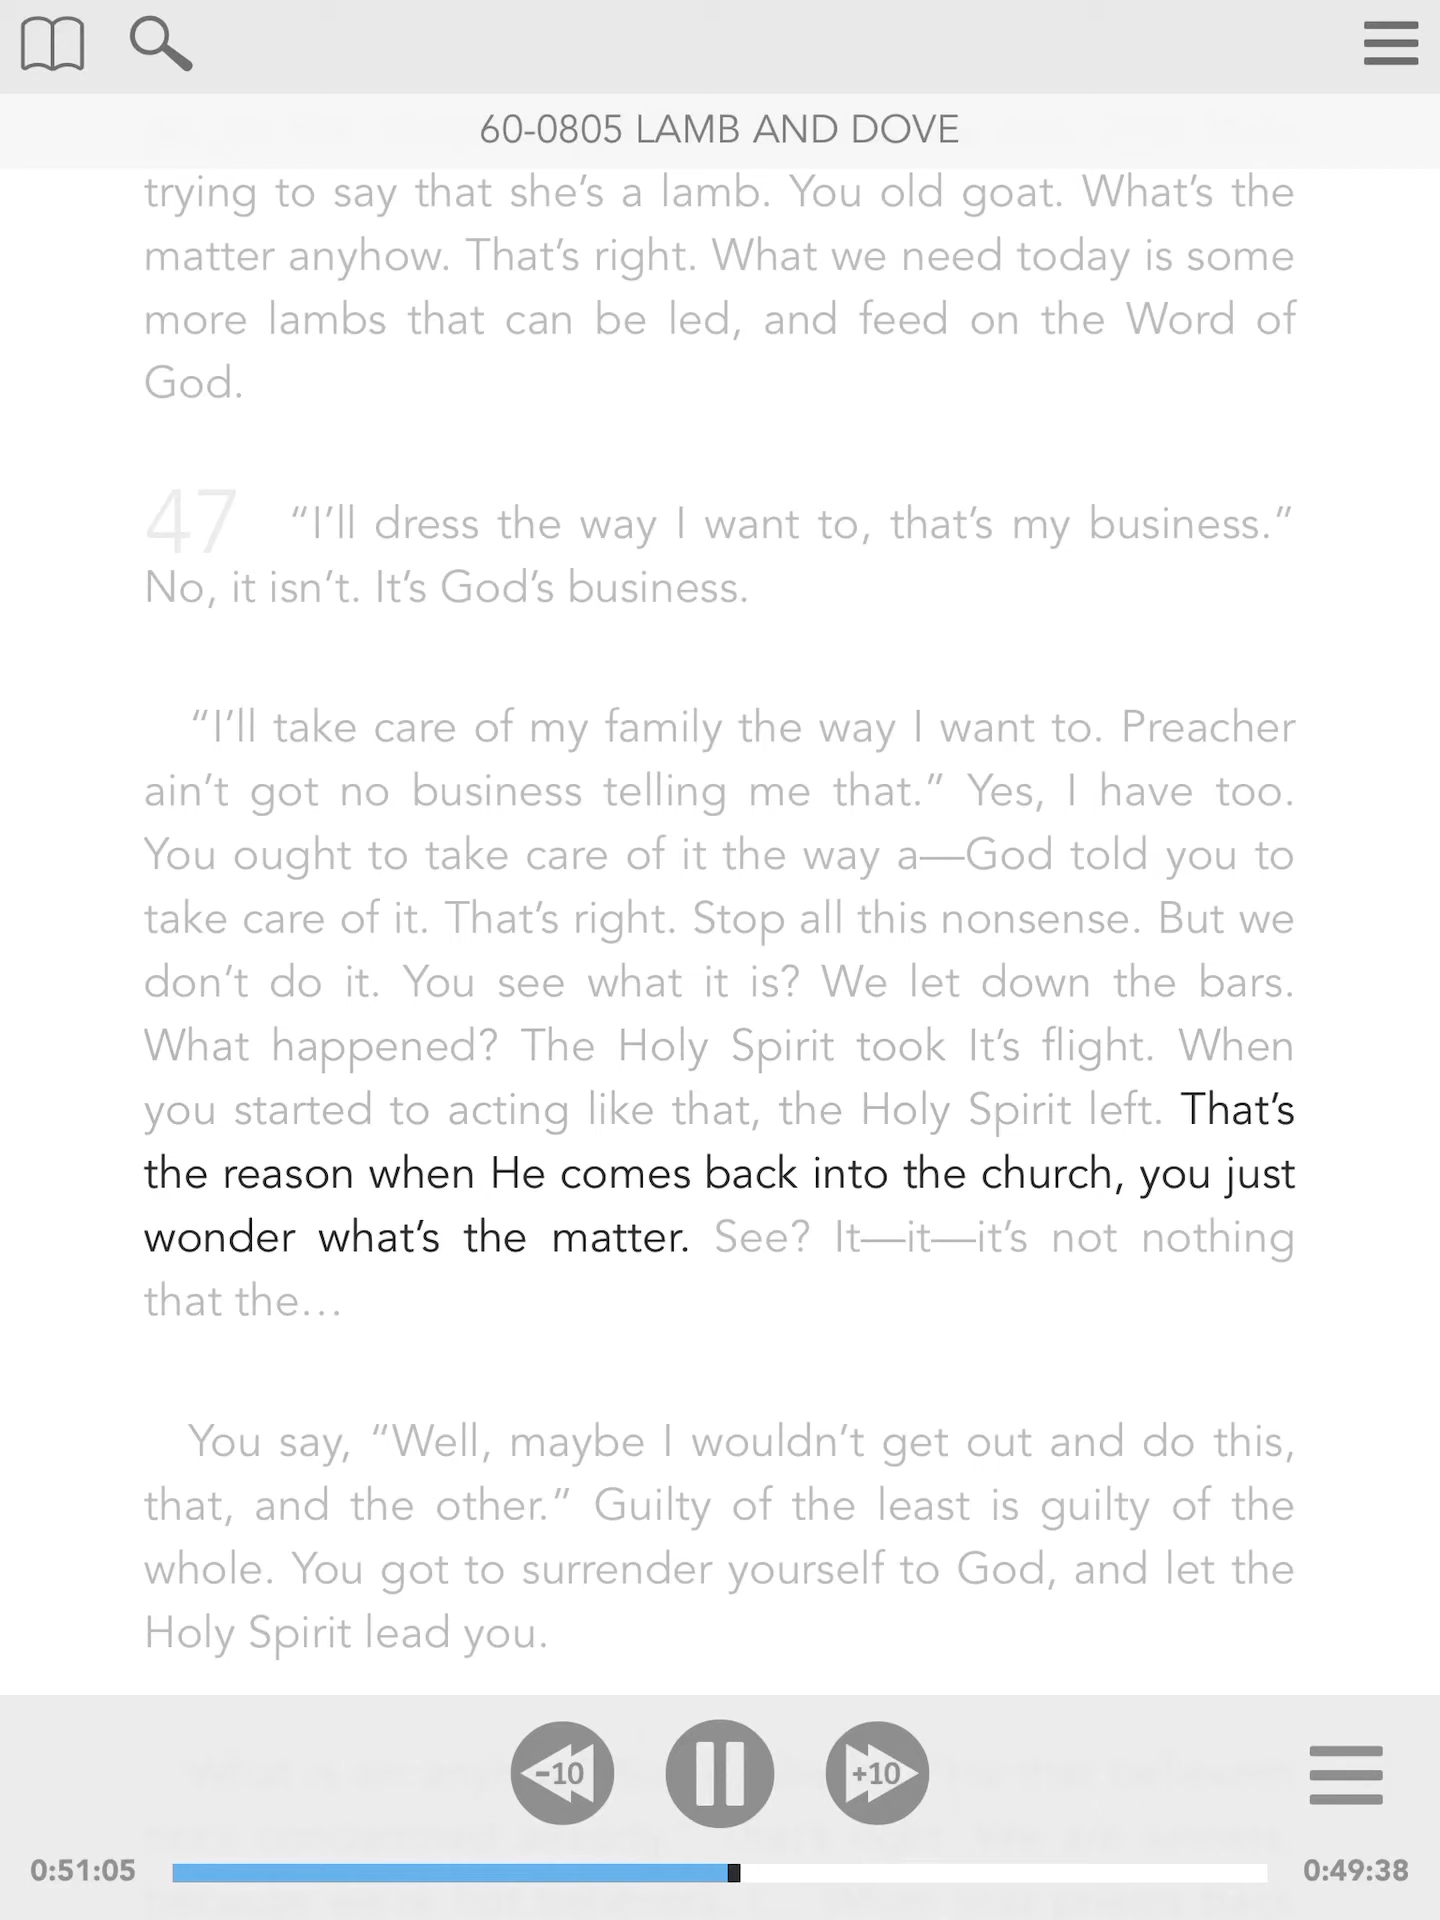 60-0805 LAMB AND DOVE
trying to say that she’s a lamb. You old goat. What’s the
matter anyhow. That’s right. What we need today is some
more lambs that can be led, and feed on the Word of
God.
47 “I’ll dress the way I want to, that’s my business.”
No, it isn’t. It’s God’s business.
“I’ll take care of my family the way I want to. Preacher
ain’t got no business telling me that.” Yes, I have too.
You ought to take care of it the way a—God told you to
take care of it. That’s right. Stop all this nonsense. But we
don’t do it. You see what it is? We let down the bars.
What happened? The Holy Spirit took It’s flight. When
you started to acting like that, the Holy Spirit left. That’s
the reason when He comes back into the church, you just
wonder what’s the matter. See? It—it—it’s not nothing
that the…
You say, “Well, maybe I wouldn’t get out and do this,
that, and the other.” Guilty of the least is guilty of the
whole. You got to surrender yourself to God, and let the
Holy Spirit lead you.
-10 +10
0:51:05 0:49:38